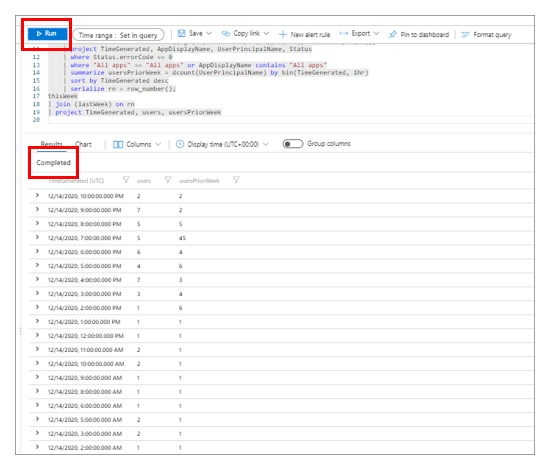 Run
Time range : Set in query
Save
Copy link
New alert rule
Export
Pin to dashboard
Format query
11 | project TimeGenerated, AppDisplayName, UserPrincipalName, Status
12 | where Status.errorCode == 0
13 | where "All apps" == "All apps" or AppDisplayName contains "All apps"
14 | summarize usersPriorWeek = dcount(UserPrincipalName) by bin(TimeGenerated, 1hr)
15 | sort by TimeGenerated desc
16 | serialize rn = row_number();
17 thisWeek
18 | join (lastWeek) on rn
19 | project TimeGenerated, users, usersPriorWeek
20
Results Chart Columns Display time (UTC+00:00) Group columns
Completed
TimeGenerated (UTC) users usersPriorWeek
12/14/2020, 10:00:00.000 PM 2 2
12/14/2020, 9:00:00.000 PM 7 2
12/14/2020, 8:00:00.000 PM 5 5
12/14/2020, 7:00:00.000 PM 5 45
12/14/2020, 6:00:00.000 PM 6 4
12/14/2020, 5:00:00.000 PM 4 6
12/14/2020, 4:00:00.000 PM 7 3
12/14/2020, 3:00:00.000 PM 3 4
12/14/2020, 2:00:00.000 PM 1 6
12/14/2020, 1:00:00.000 PM 1 1
12/14/2020, 12:00:00.000 PM 1 1
12/14/2020, 11:00:00.000 AM 2 1
12/14/2020, 10:00:00.000 AM 2 1
12/14/2020, 9:00:00.000 AM 1 1
12/14/2020, 8:00:00.000 AM 1 1
12/14/2020, 6:00:00.000 AM 1 1
12/14/2020, 5:00:00.000 AM 2 1
12/14/2020, 3:00:00.000 AM 2 1
12/14/2020, 2:00:00.000 AM 1 1